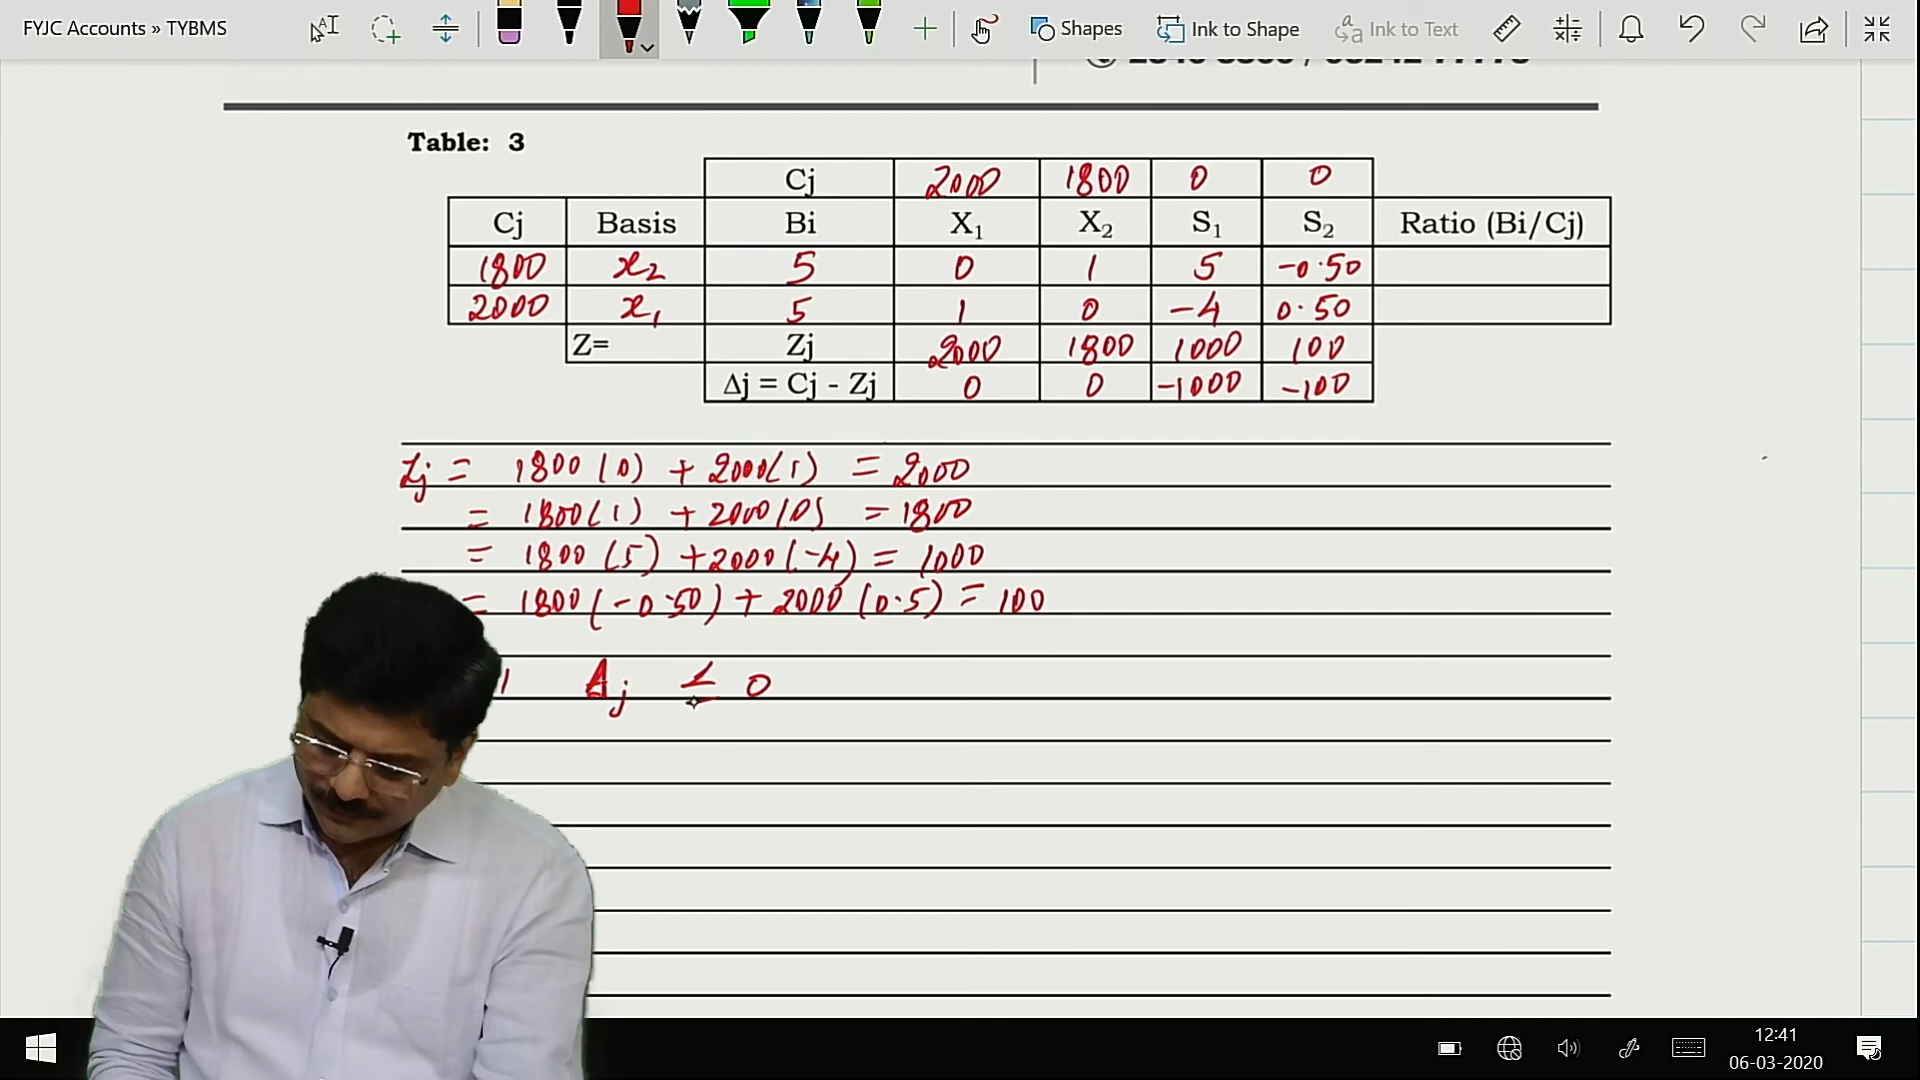 FYJC Accounts » TYBMS
Shapes Ink to Shape Ink to Text
Table: 3
Cj 2000 1800 0 0
Cj Basis Bi X₁ X₂ S₁ S₂ Ratio (Bi/Cj)
1800 x₂ 5 0 1 5 -0.50
2000 x₁ 5 1 0 -4 0.50
Z= Zj 2000 1800 1000 100
Δj = Cj - Zj 0 0 -1000 -100
Zj = 1800 (0) + 2000(1) = 2000
= 1800(1) + 2000(0) = 1800
= 1800 (5) + 2000(-4) = 1000
= 1800(-0.50) + 2000 (0.5) = 100
Δj ≤ 0
12:41
06-03-2020